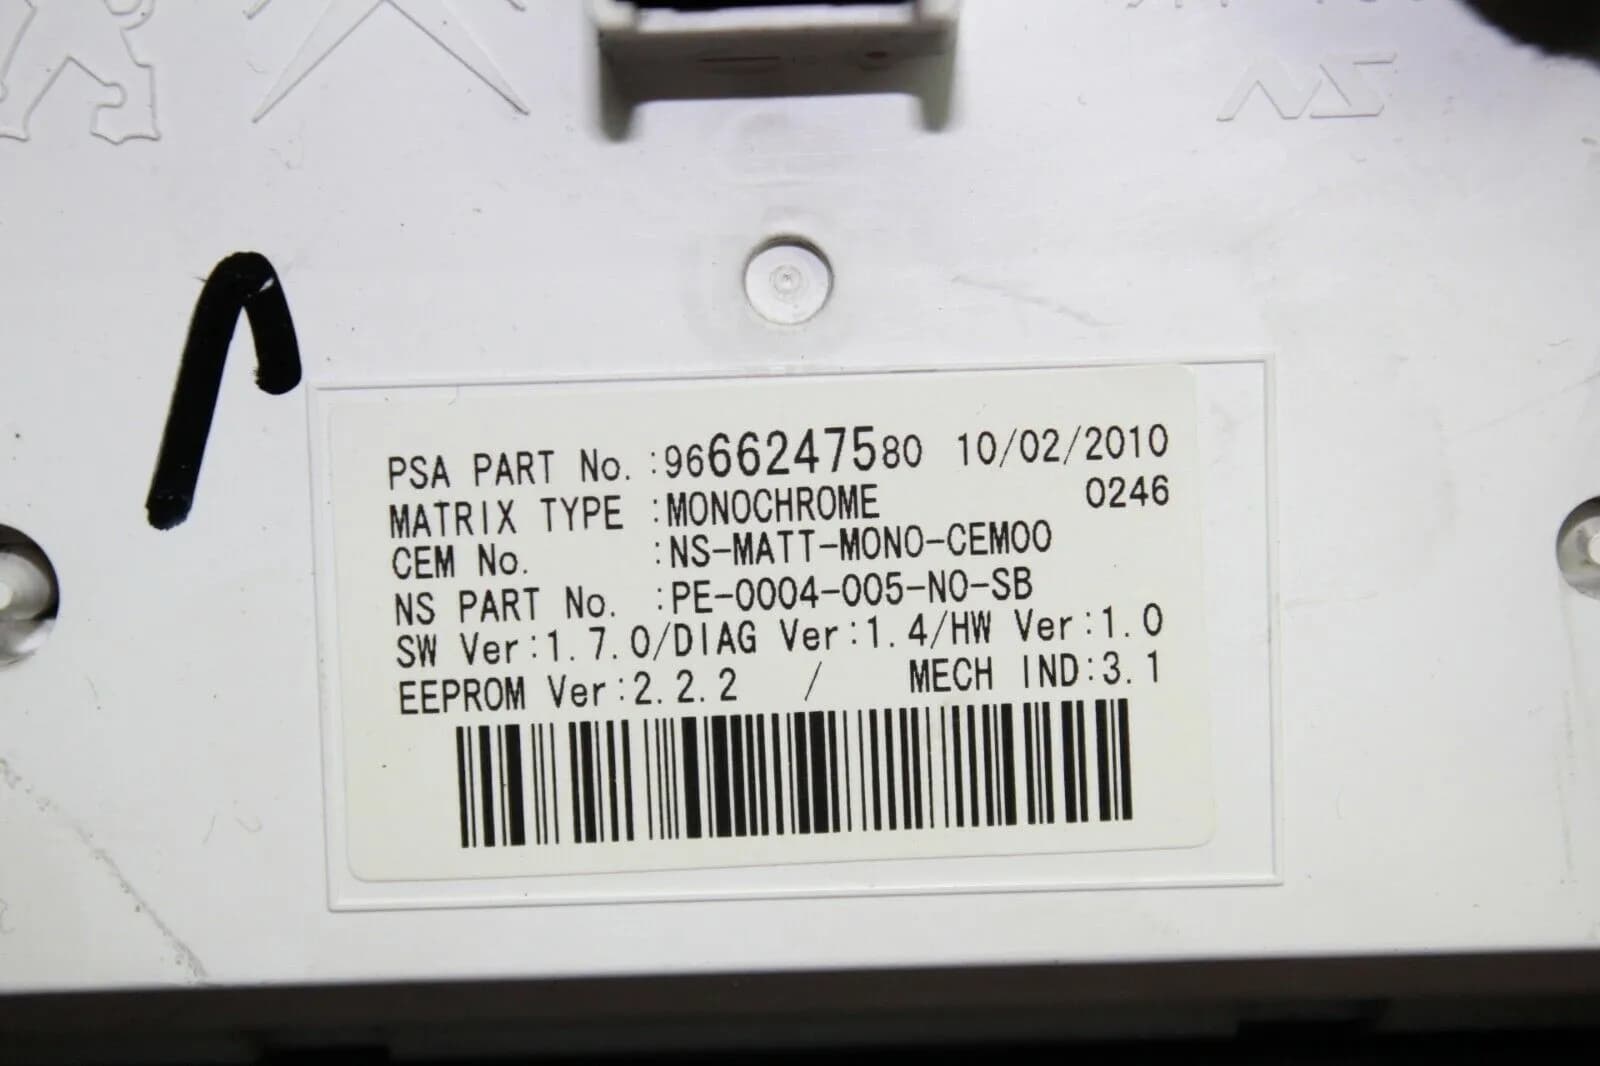 NS
PSA PART No. :9666247580 10/02/2010
MATRIX TYPE :MONOCHROME 0246
CEM No. :NS-MATT-MONO-CEM00
NS PART No. :PE-0004-005-NO-SB
SW Ver:1.7.0/DIAG Ver:1.4/HW Ver:1.0
EEPROM Ver:2.2.2 / MECH IND:3.1